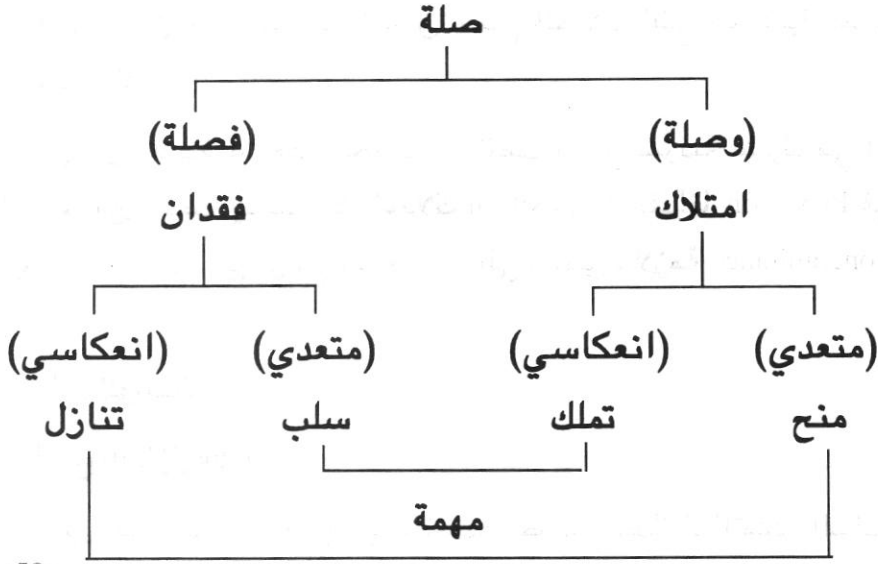 صلة
(وصلة) (فصلة)
امتلاك فقدان
(متعدي) (انعكاسي) (متعدي) (انعكاسي)
منح تملك سلب تنازل
مهمة